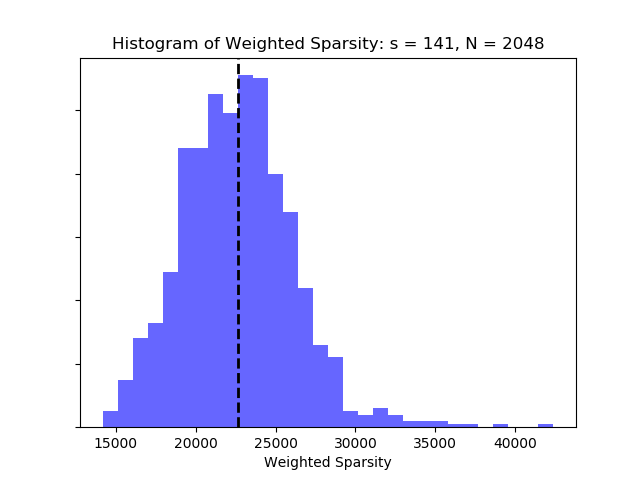 Histogram of Weighted Sparsity: s = 141, N = 2048
15000 20000 25000 30000 35000 40000
Weighted Sparsity